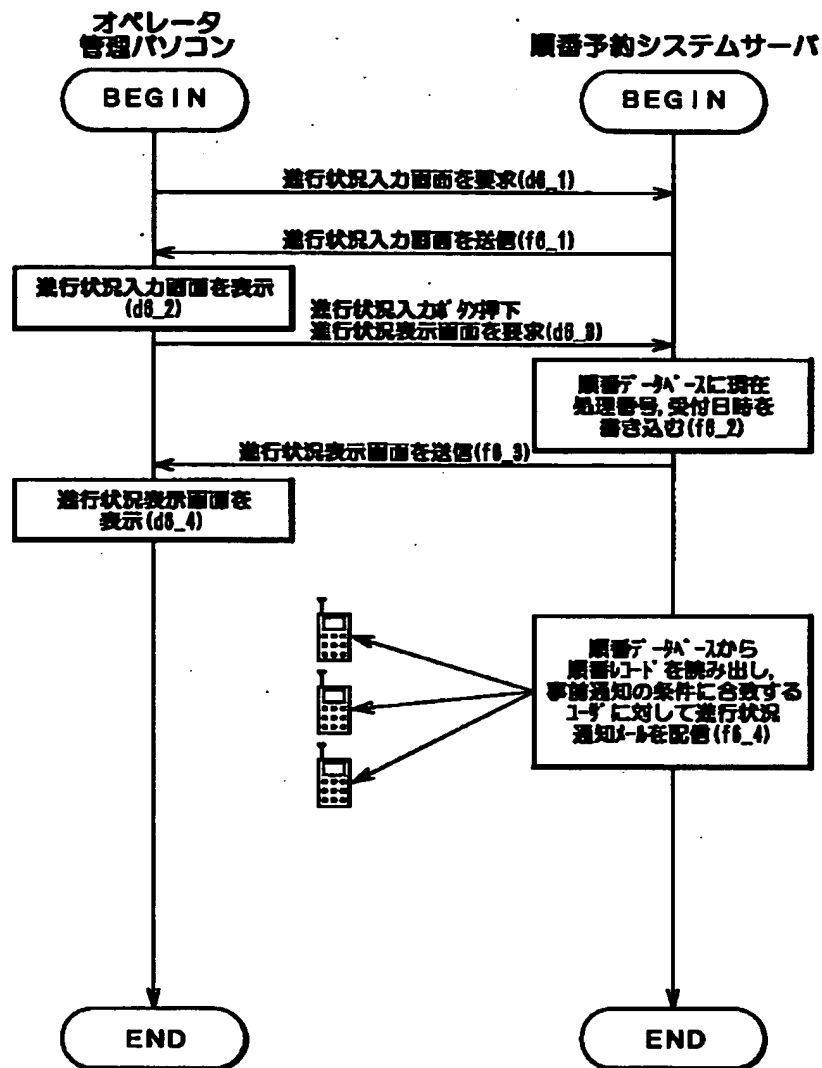 オペレータ
管理パソコン
順番予約システムサーバ
BEGIN
BEGIN
進行状況入力画面を要求(d6_1)
進行状況入力画面を送信(f6_1)
進行状況入力画面を表示
(d6_2)
進行状況入力ボタン押下
進行状況表示画面を要求(d6_3)
順番データベースに現在
処理番号,受付日時を
書き込む(f6_2)
進行状況表示画面を送信(f6_3)
進行状況表示画面を
表示(d6_4)
順番データベースから
順番レコードを読み出し,
事前通知の条件に合致する
ユーザに対して進行状況
通知メールを配信(f6_4)
END
END